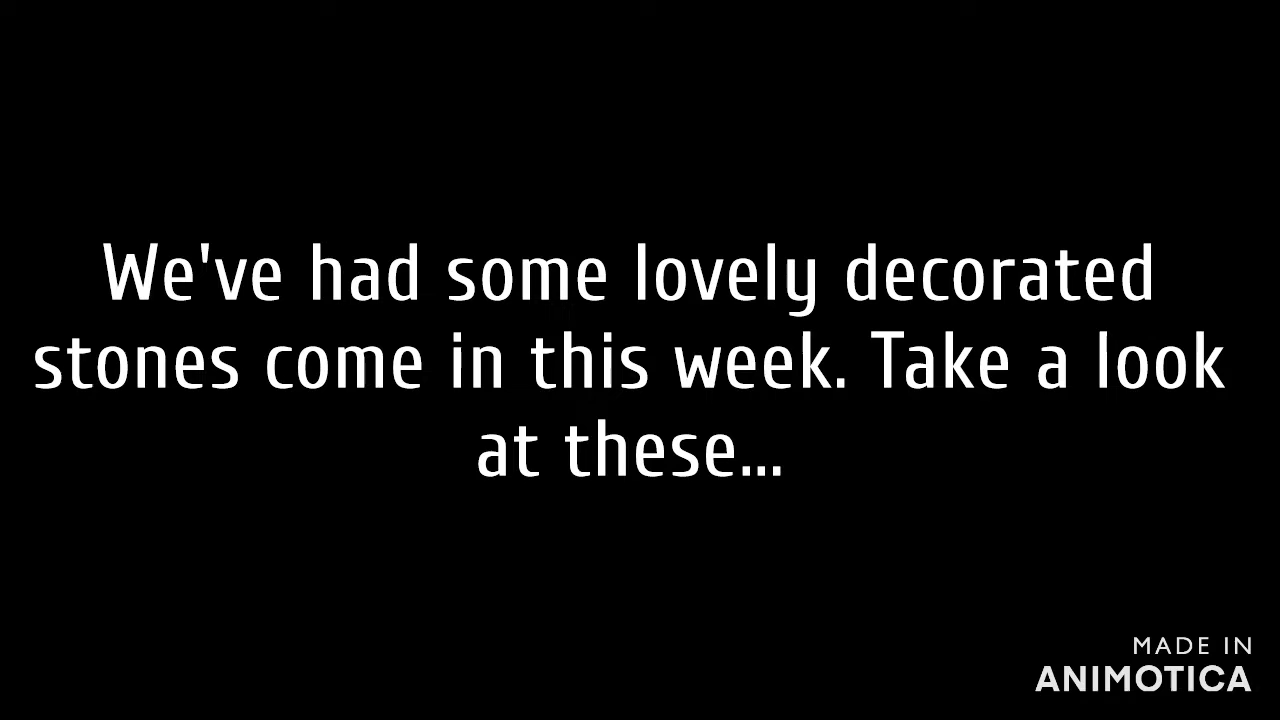 We've had some lovely decorated
stones come in this week. Take a look
at these...
MADE IN
ANIMOTICA